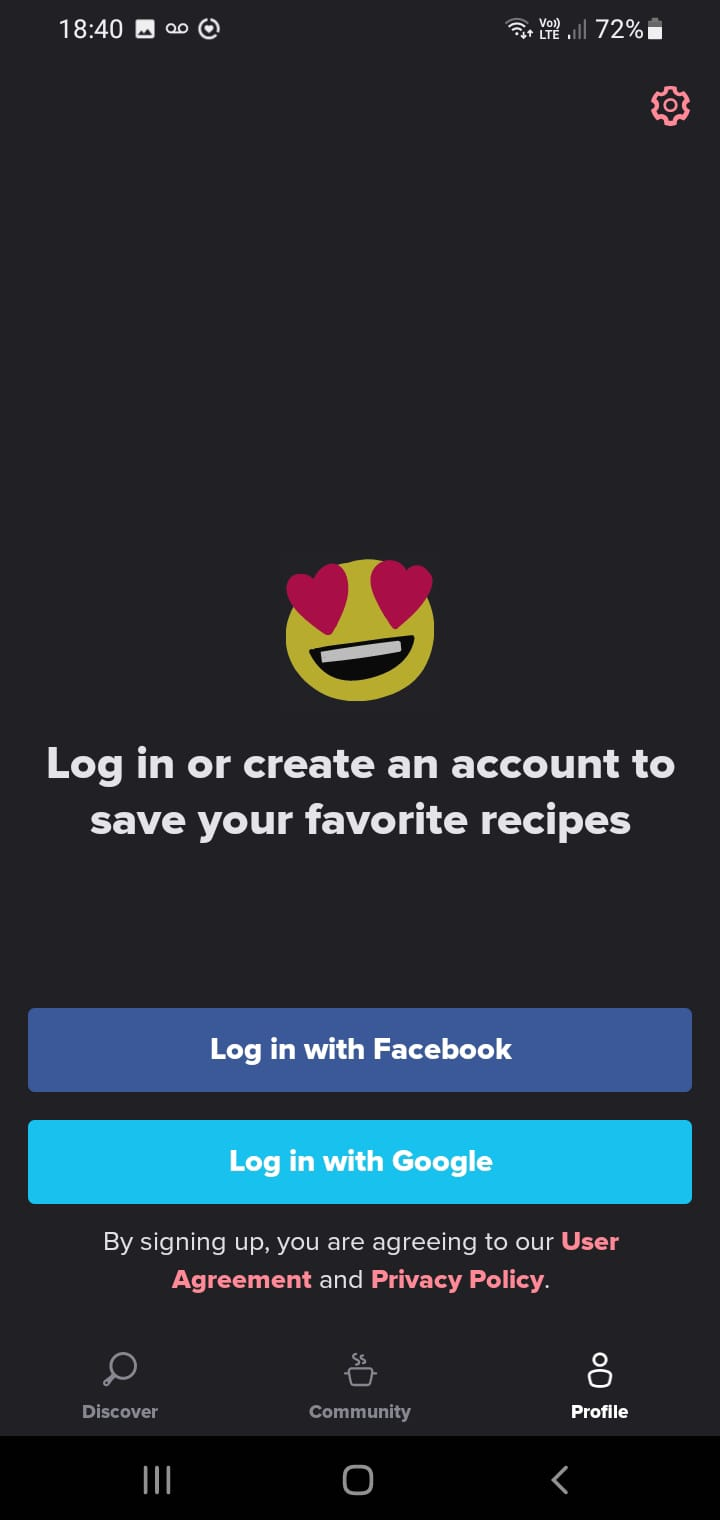 18:40
Vo)) LTE 72%
Log in or create an account to
save your favorite recipes
Log in with Facebook
Log in with Google
By signing up, you are agreeing to our User
Agreement and Privacy Policy.
Discover
Community
Profile